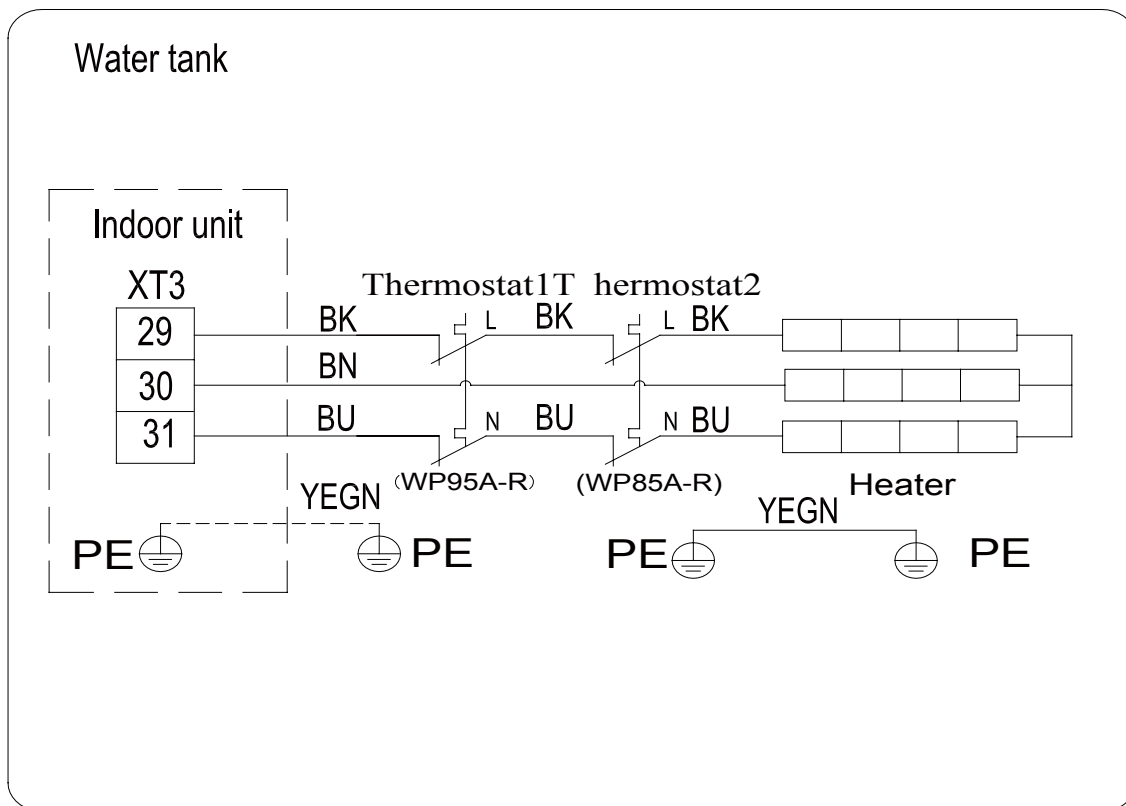 Water tank
Indoor unit
XT3
Thermostat1T hermostat2
29 BK L BK L BK
30 BN
31 BU N BU N BU
(WP95A-R) (WP85A-R) Heater
YEGN YEGN
PE PE PE PE